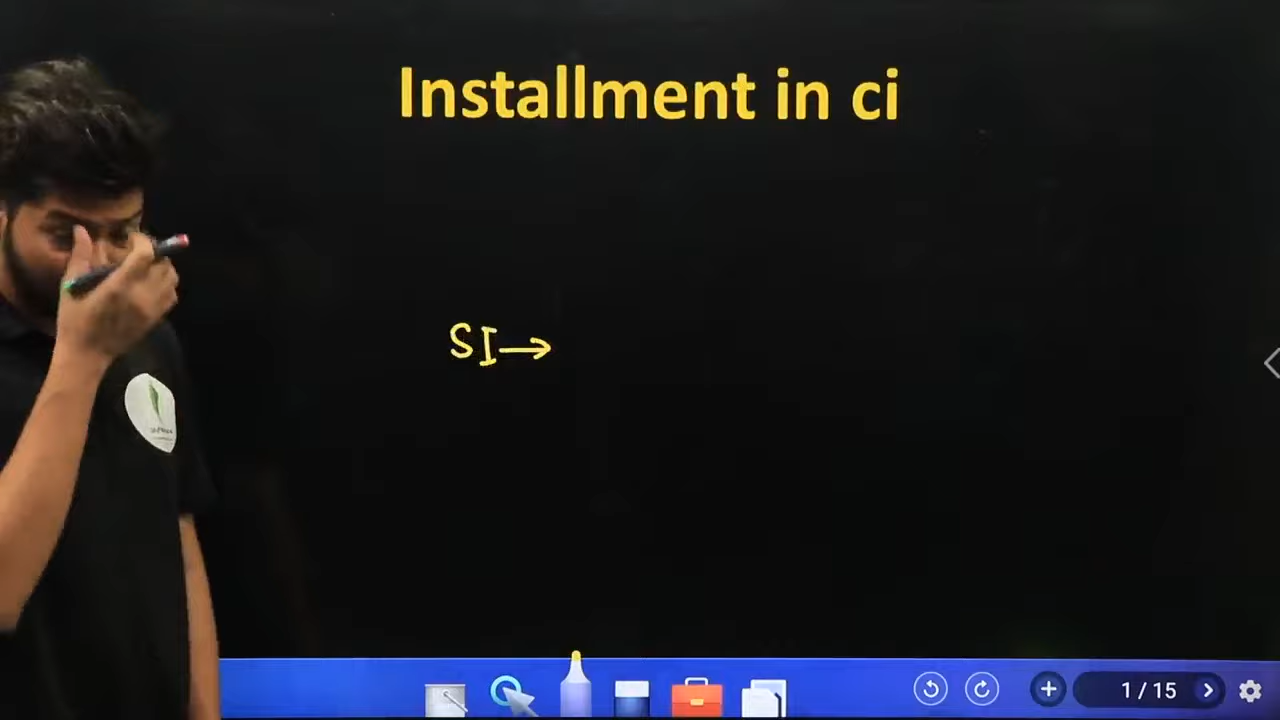 Installment in ci
SI→
1 / 15